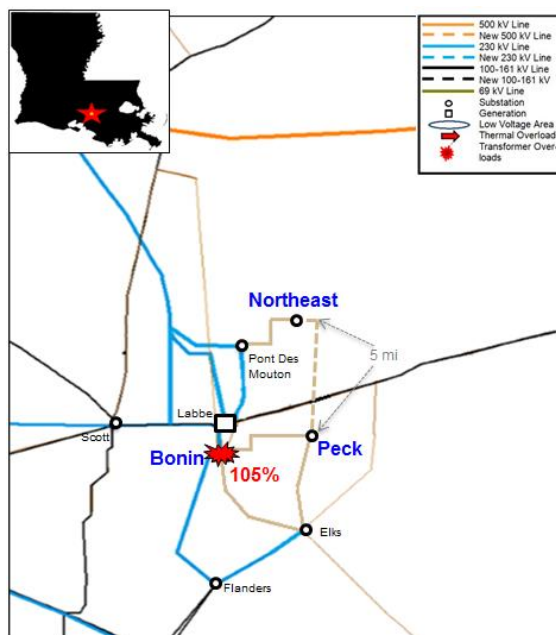 500 kV Line
New 500 kV Line
230 kV Line
New 230 kV Line
100-161 kV Line
New 100-161 kV
69 kV Line
Substation
Generation
Low Voltage Area
Thermal Overload
Transformer Over
loads
Northeast
Pont Des
Mouton
5 mi
Labbe
Scott
Bonin
Peck
105%
Elks
Flanders